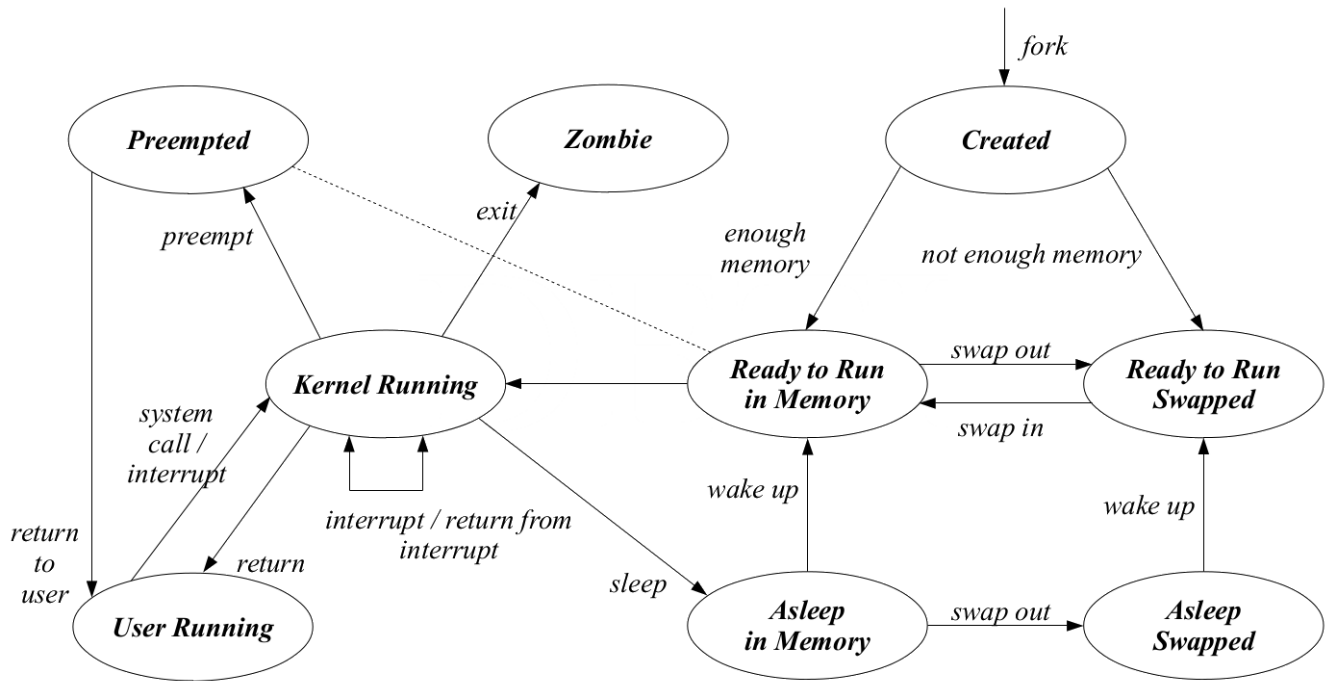 fork
Preempted
Zombie
Created
preempt
exit
enough
memory
not enough memory
Kernel Running
Ready to Run
in Memory
swap out
swap in
Ready to Run
Swapped
system
call /
interrupt
interrupt / return from
interrupt
wake up
wake up
return
to
user
return
sleep
User Running
Asleep
in Memory
swap out
Asleep
Swapped